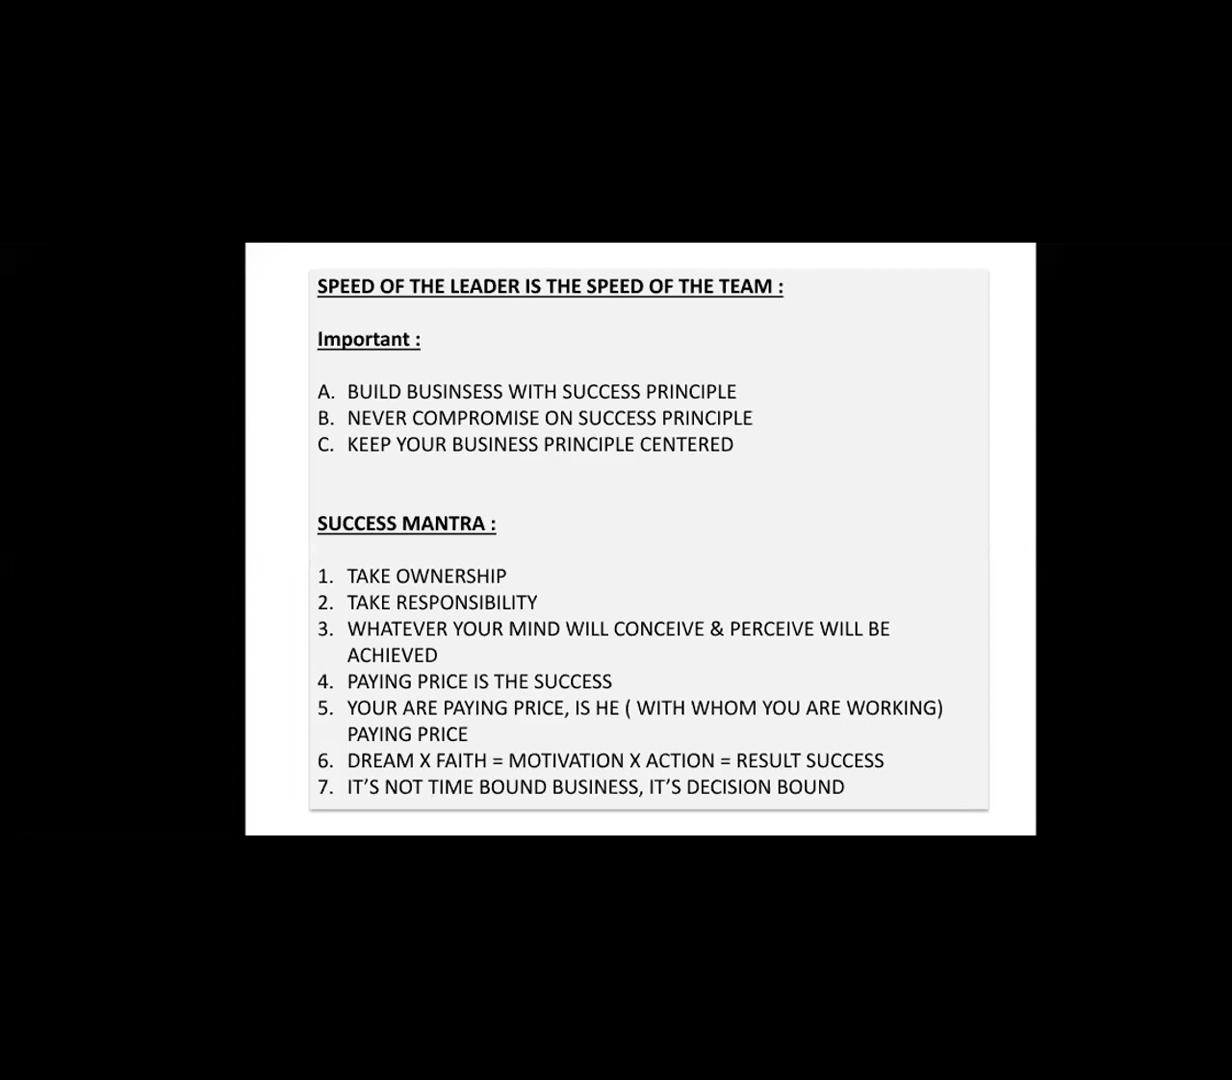 SPEED OF THE LEADER IS THE SPEED OF THE TEAM :
Important :
A. BUILD BUSINSESS WITH SUCCESS PRINCIPLE
B. NEVER COMPROMISE ON SUCCESS PRINCIPLE
C. KEEP YOUR BUSINESS PRINCIPLE CENTERED
SUCCESS MANTRA :
1. TAKE OWNERSHIP
2. TAKE RESPONSIBILITY
3. WHATEVER YOUR MIND WILL CONCEIVE & PERCEIVE WILL BE
ACHIEVED
4. PAYING PRICE IS THE SUCCESS
5. YOUR ARE PAYING PRICE, IS HE ( WITH WHOM YOU ARE WORKING)
PAYING PRICE
6. DREAM X FAITH = MOTIVATION X ACTION = RESULT SUCCESS
7. IT’S NOT TIME BOUND BUSINESS, IT’S DECISION BOUND